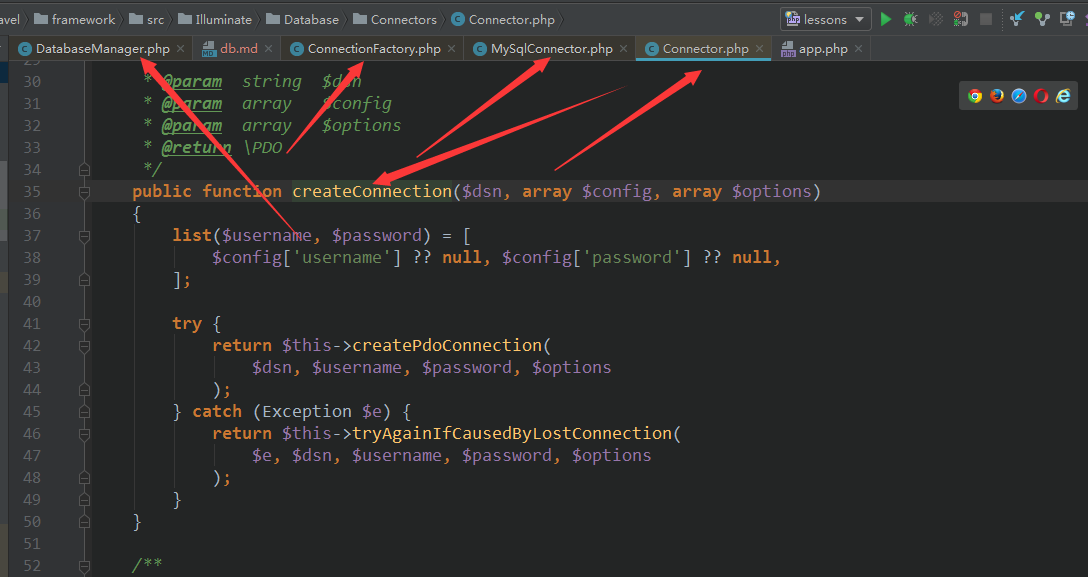 avel framework src Illuminate Database Connectors Connector.php lessons
DatabaseManager.php db.md ConnectionFactory.php MySqlConnector.php Connector.php app.php
30 * @param string $dsn
31 * @param array $config
32 * @param array $options
33 * @return \PDO
34 */
35 public function createConnection($dsn, array $config, array $options)
36 {
37 list($username, $password) = [
38 $config['username'] ?? null, $config['password'] ?? null,
39 ];
40
41 try {
42 return $this->createPdoConnection(
43 $dsn, $username, $password, $options
44 );
45 } catch (Exception $e) {
46 return $this->tryAgainIfCausedByLostConnection(
47 $e, $dsn, $username, $password, $options
48 );
49 }
50 }
51
52 /**